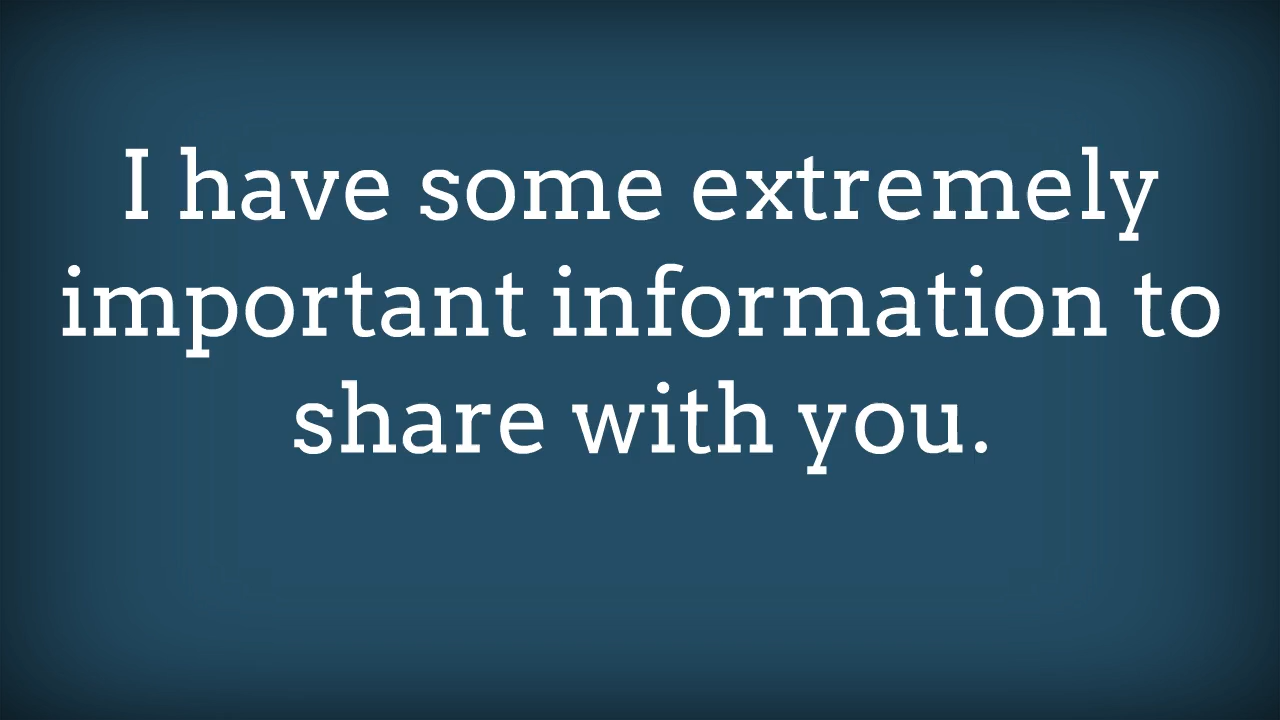 I have some extremely
important information to
share with you.